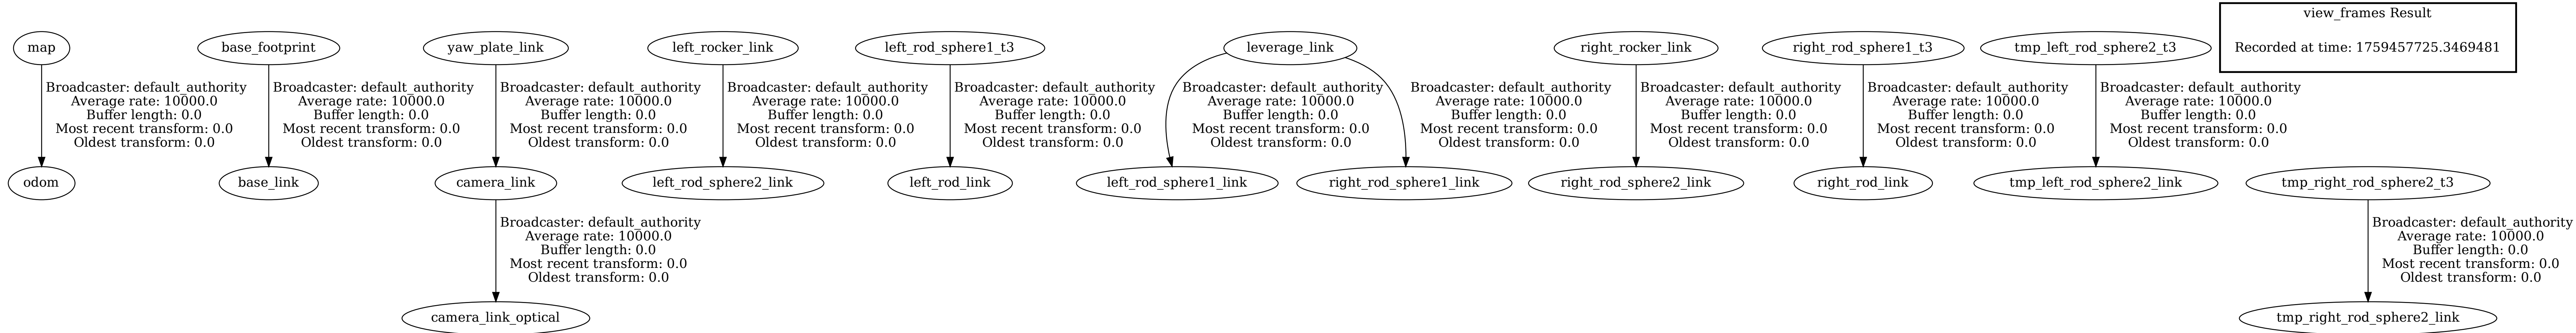 view_frames Result
Recorded at time: 1759457725.3469481
map
base_footprint
yaw_plate_link
left_rocker_link
left_rod_sphere1_t3
leverage_link
right_rocker_link
right_rod_sphere1_t3
tmp_left_rod_sphere2_t3
Broadcaster: default_authority
Average rate: 10000.0
Buffer length: 0.0
Most recent transform: 0.0
Oldest transform: 0.0
Broadcaster: default_authority
Average rate: 10000.0
Buffer length: 0.0
Most recent transform: 0.0
Oldest transform: 0.0
Broadcaster: default_authority
Average rate: 10000.0
Buffer length: 0.0
Most recent transform: 0.0
Oldest transform: 0.0
Broadcaster: default_authority
Average rate: 10000.0
Buffer length: 0.0
Most recent transform: 0.0
Oldest transform: 0.0
Broadcaster: default_authority
Average rate: 10000.0
Buffer length: 0.0
Most recent transform: 0.0
Oldest transform: 0.0
Broadcaster: default_authority
Average rate: 10000.0
Buffer length: 0.0
Most recent transform: 0.0
Oldest transform: 0.0
Broadcaster: default_authority
Average rate: 10000.0
Buffer length: 0.0
Most recent transform: 0.0
Oldest transform: 0.0
Broadcaster: default_authority
Average rate: 10000.0
Buffer length: 0.0
Most recent transform: 0.0
Oldest transform: 0.0
Broadcaster: default_authority
Average rate: 10000.0
Buffer length: 0.0
Most recent transform: 0.0
Oldest transform: 0.0
Broadcaster: default_authority
Average rate: 10000.0
Buffer length: 0.0
Most recent transform: 0.0
Oldest transform: 0.0
odom
base_link
camera_link
left_rod_sphere2_link
left_rod_link
left_rod_sphere1_link
right_rod_sphere1_link
right_rod_sphere2_link
right_rod_link
tmp_left_rod_sphere2_link
tmp_right_rod_sphere2_t3
Broadcaster: default_authority
Average rate: 10000.0
Buffer length: 0.0
Most recent transform: 0.0
Oldest transform: 0.0
Broadcaster: default_authority
Average rate: 10000.0
Buffer length: 0.0
Most recent transform: 0.0
Oldest transform: 0.0
camera_link_optical
tmp_right_rod_sphere2_link